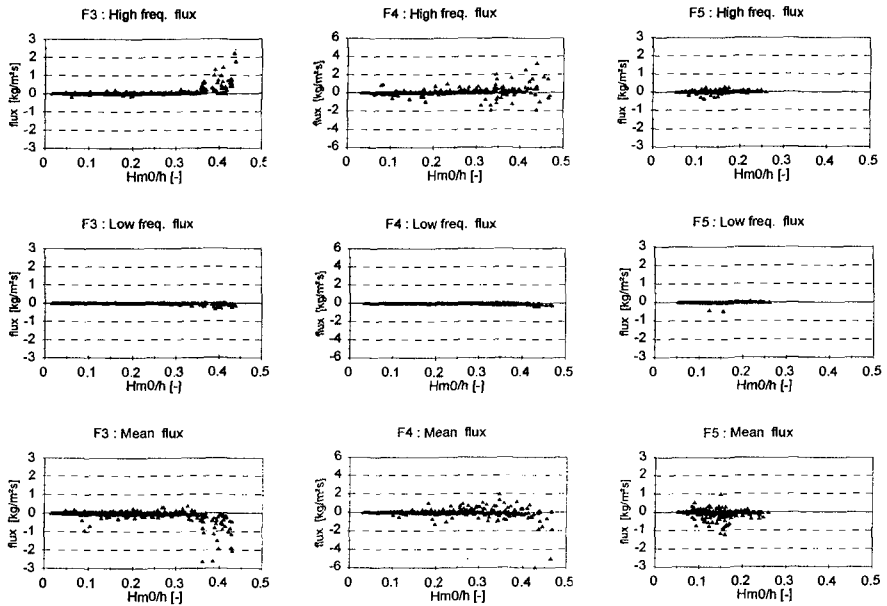 F3 : High freq. flux
F4 : High freq. flux
F5 : High freq. flux
flux [kg/m²s]
3
2
1
0
-1
-2
-3
0 0.1 0.2 0.3 0.4 0.5
Hm0/h [-]
flux [kg/m²s]
6
4
2
0
-2
-4
-6
0 0.1 0.2 0.3 0.4 0.5
Hm0/h [-]
flux [kg/m²s]
3
2
1
0
-1
-2
-3
0 0.1 0.2 0.3 0.4 0.5
Hm0/h [-]
F3 : Low freq. flux
F4 : Low freq. flux
F5 : Low freq. flux
flux [kg/m²s]
3
2
1
0
-1
-2
-3
0 0.1 0.2 0.3 0.4 0.5
Hm0/h [-]
flux [kg/m²s]
6
4
2
0
-2
-4
-6
0 0.1 0.2 0.3 0.4 0.5
Hm0/h [-]
flux [kg/m²s]
3
2
1
0
-1
-2
-3
0 0.1 0.2 0.3 0.4 0.5
Hm0/h [-]
F3 : Mean flux
F4 : Mean flux
F5 : Mean flux
flux [kg/m²s]
3
2
1
0
-1
-2
-3
0 0.1 0.2 0.3 0.4 0.5
Hm0/h [-]
flux [kg/m²s]
6
4
2
0
-2
-4
-6
0 0.1 0.2 0.3 0.4 0.5
Hm0/h [-]
flux [kg/m²s]
3
2
1
0
-1
-2
-3
0 0.1 0.2 0.3 0.4 0.5
Hm0/h [-]